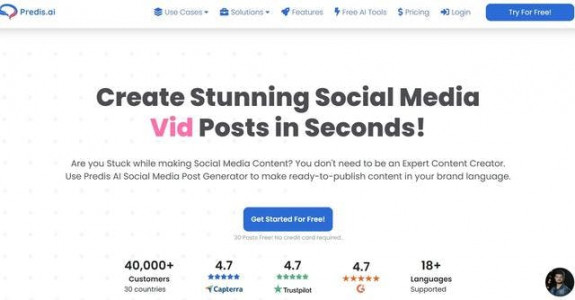 Predis.ai
Use Cases Solutions Features Free AI Tools $ Pricing Login Try For Free!
Create Stunning Social Media
Vid Posts in Seconds!
Are you Stuck while making Social Media Content? You don't need to be an Expert Content Creator.
Use Predis AI Social Media Post Generator to make ready-to-publish content in your brand language.
Get Started For Free!
30 Posts Free! No credit card required.
40,000+ 4.7 4.7 4.7 18+
Customers Languages
30 countries Capterra Trustpilot G Supported